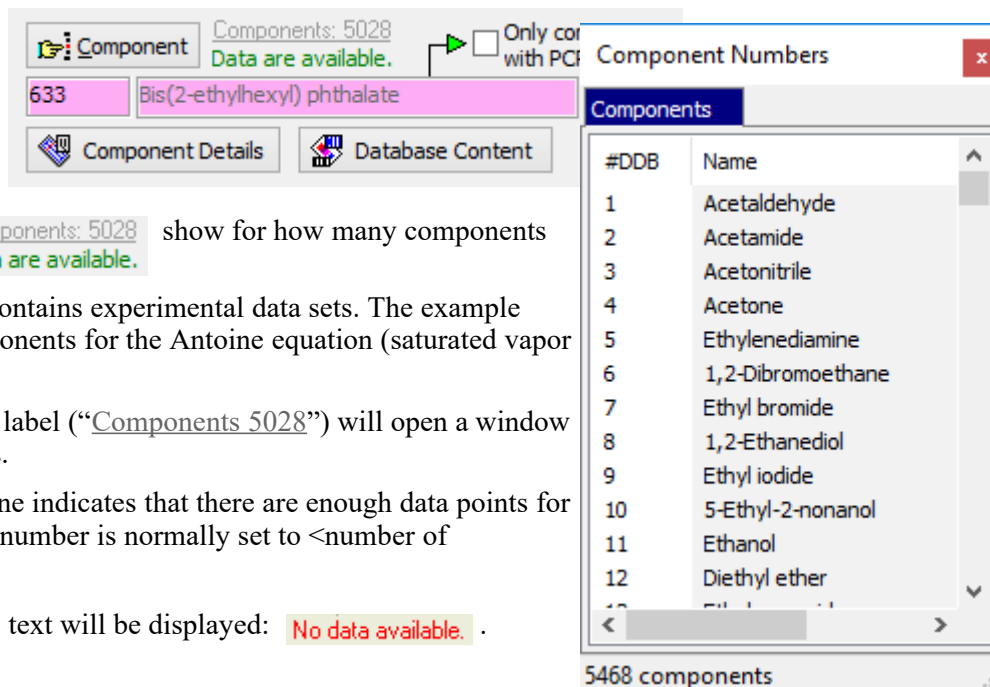 Component
Components: 5028
Data are available.
Only
with
633
Bis(2-ethylhexyl) phthalate
Component Details
Database Content
ponents: 5028 show for how many components
are available.
ontains experimental data sets. The example
onents for the Antoine equation (saturated vapor
label (“Components 5028”) will open a window
ne indicates that there are enough data points for
number is normally set to <number of
text will be displayed: No data available. .
Component Numbers
x
Components
#DDB Name
1 Acetaldehyde
2 Acetamide
3 Acetonitrile
4 Acetone
5 Ethylenediamine
6 1,2-Dibromoethane
7 Ethyl bromide
8 1,2-Ethanediol
9 Ethyl iodide
10 5-Ethyl-2-nonanol
11 Ethanol
12 Diethyl ether
5468 components